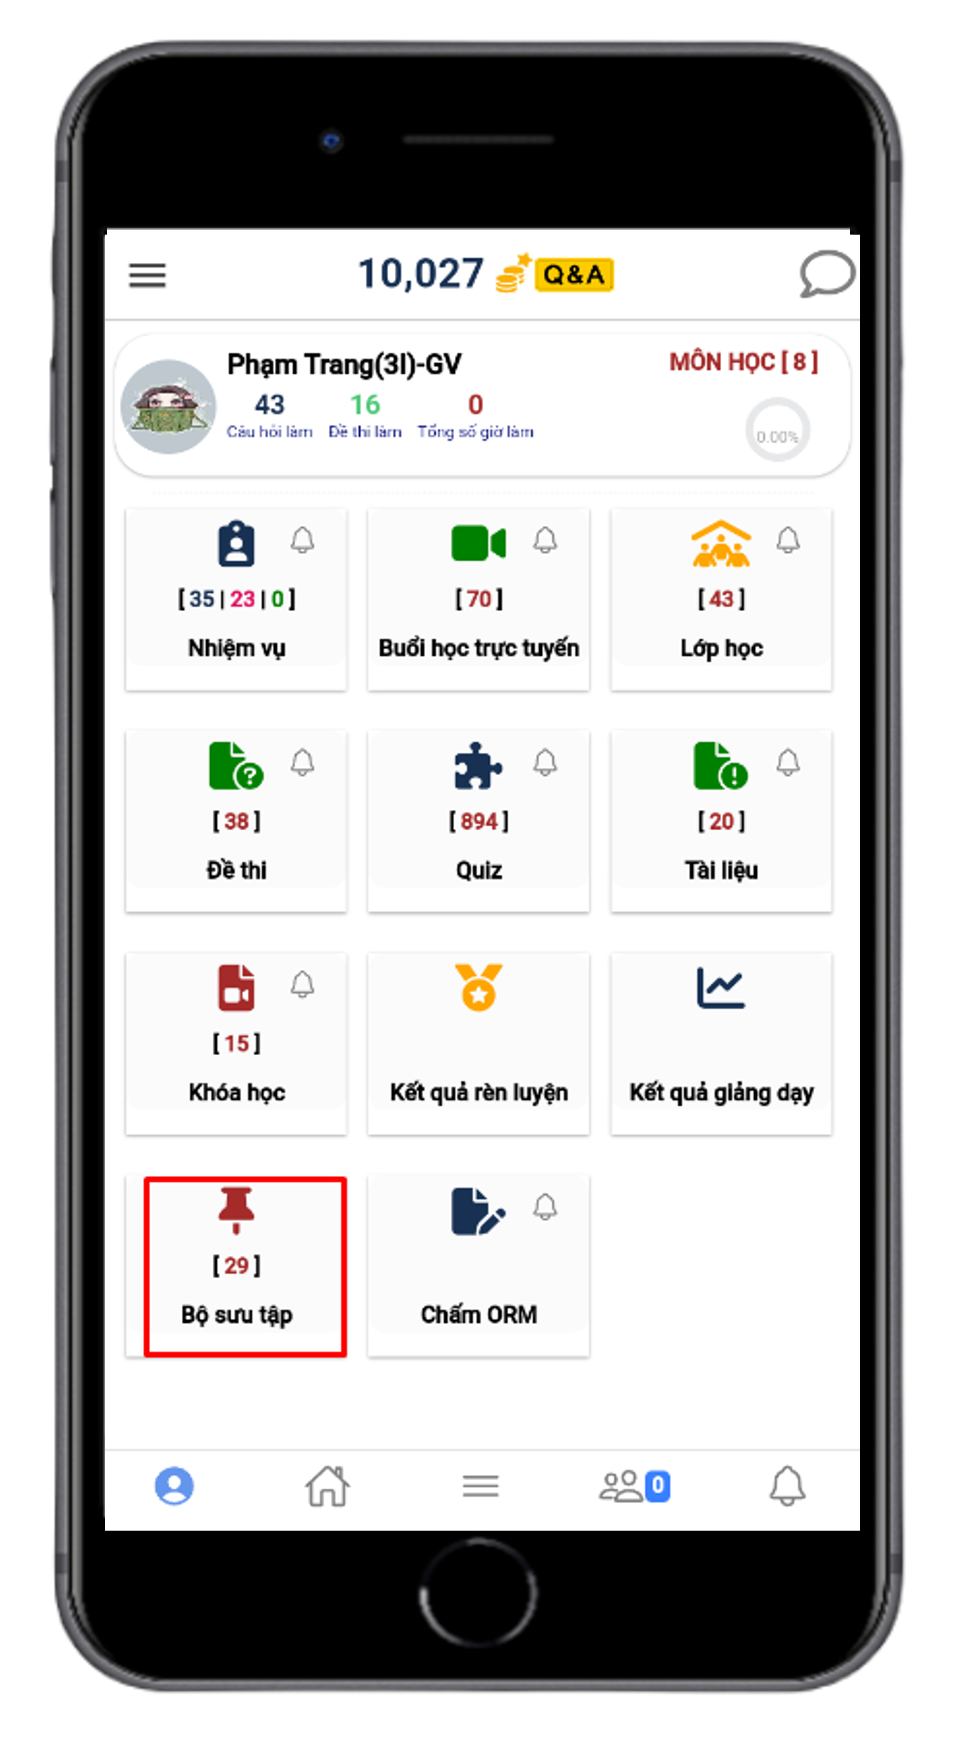 10,027 Q&A
Phạm Trang(3I)-GV
MÔN HỌC [ 8 ]
43 16 0
Câu hỏi làm Đề thi làm Tổng số giờ làm
0.00%
[ 35 | 23 | 0 ]
Nhiệm vụ
[ 70 ]
Buổi học trực tuyến
[ 43 ]
Lớp học
[ 38 ]
Đề thi
[ 894 ]
Quiz
[ 20 ]
Tài liệu
[ 15 ]
Khóa học
Kết quả rèn luyện
Kết quả giảng dạy
[ 29 ]
Bộ sưu tập
Chấm ORM
0